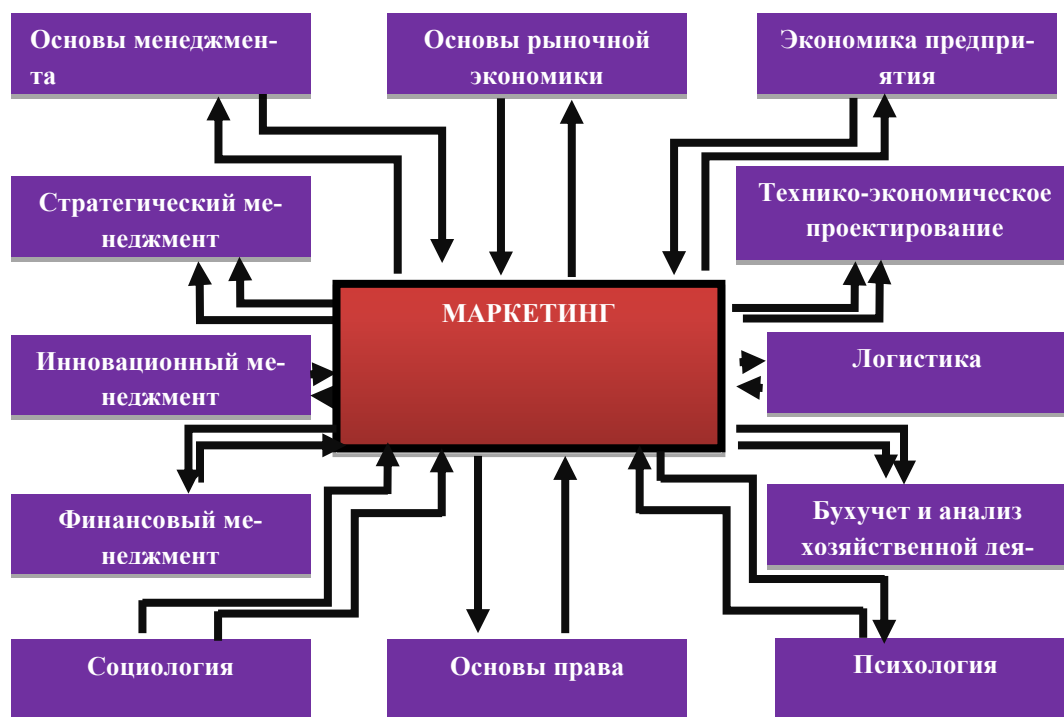 Основы менеджмен-
та
Основы рыночной
экономики
Экономика предпри-
ятия
Стратегический ме-
неджмент
Технико-экономическое
проектирование
МАРКЕТИНГ
Инновационный ме-
неджмент
Логистика
Финансовый ме-
неджмент
Бухучет и анализ
хозяйственной дея-
Социология
Основы права
Психология